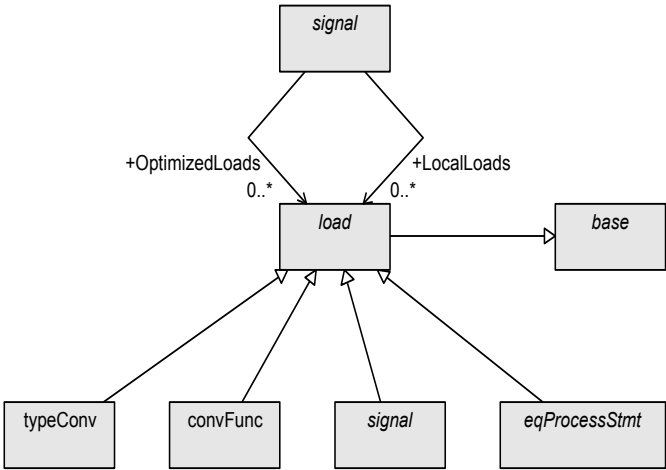 signal
+OptimizedLoads
+LocalLoads
0..*
0..*
load
base
typeConv
convFunc
signal
eqProcessStmt